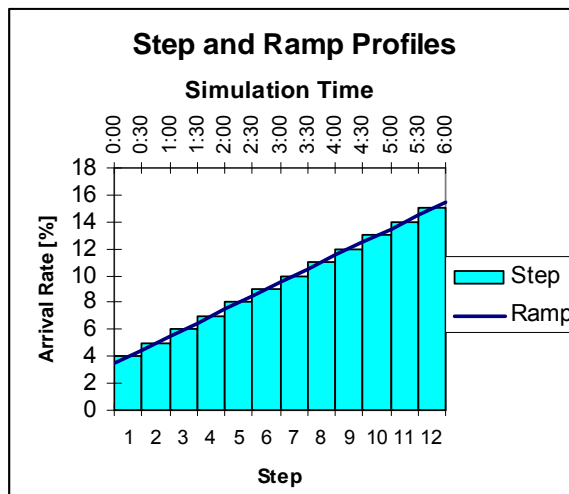 Step and Ramp Profiles
Simulation Time
0:00 0:30 1:00 1:30 2:00 2:30 3:00 3:30 4:00 4:30 5:00 5:30 6:00
18
16
14
12
10
8
6
4
2
0
Arrival Rate [%]
Step
Ramp
1 2 3 4 5 6 7 8 9 10 11 12
Step